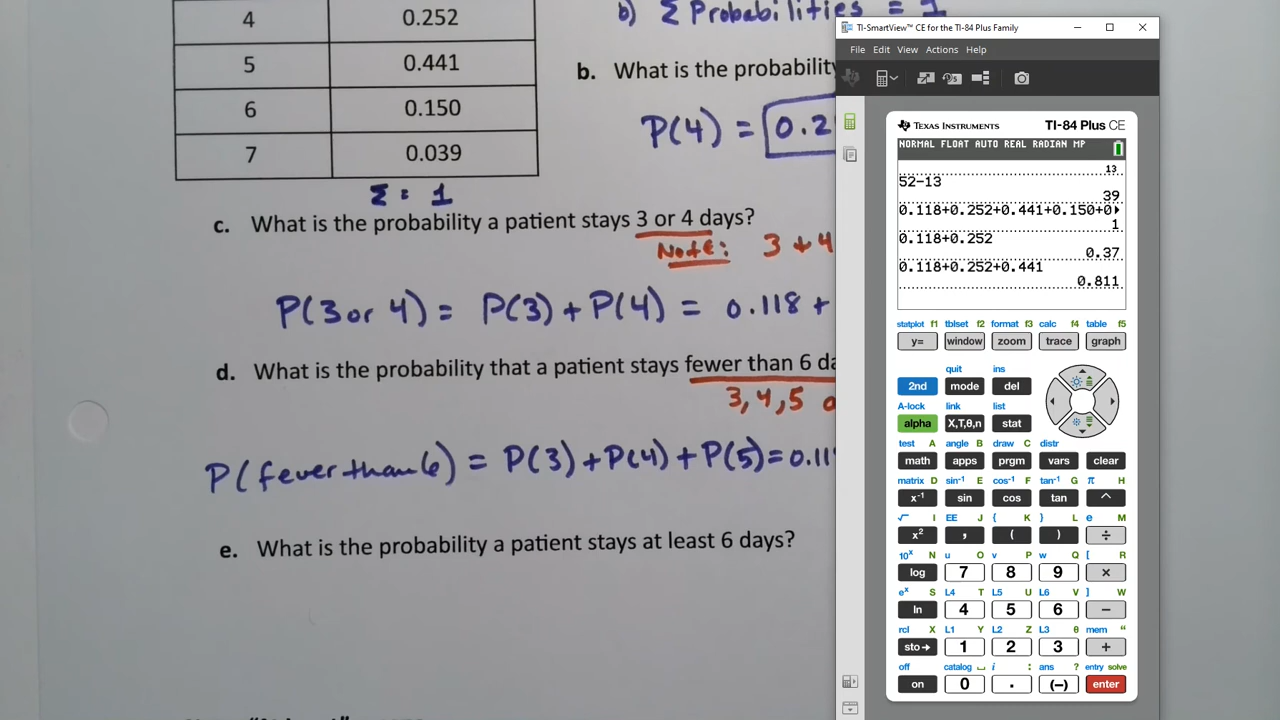 4 0.252
5 0.441
6 0.150
7 0.039
Σ = 1
b) Σ Probabilities = 1
b. What is the probability
P(4) = 0.2
c. What is the probability a patient stays 3 or 4 days?
Note: 3 + 4
P(3 or 4) = P(3) + P(4) = 0.118 +
d. What is the probability that a patient stays fewer than 6 da
3, 4, 5
P(fewer than 6) = P(3) + P(4) + P(5) = 0.11
e. What is the probability a patient stays at least 6 days?
TI-SmartView™ CE for the TI-84 Plus Family
File Edit View Actions Help
TEXAS INSTRUMENTS TI-84 Plus CE
NORMAL FLOAT AUTO REAL RADIAN MP
13
52-13
39
0.118+0.252+0.441+0.150+0
1
0.118+0.252
0.37
0.118+0.252+0.441
0.811
statplot f1 tblset f2 format f3 calc f4 table f5
y= window zoom trace graph
quit ins
2nd mode del
A-lock link list
alpha X,T,θ,n stat
test A angle B draw C distr
math apps prgm vars clear
matrix D sin⁻¹ E cos⁻¹ F tan⁻¹ G π H
x⁻¹ sin cos tan ^
√ I EE J { K } L e M
x² , ( ) ÷
10ˣ N u O v P w Q [ R
log 7 8 9 ×
eˣ S L4 T L5 U L6 V ] W
ln 4 5 6 −
rcl X L1 Y L2 Z L3 θ mem “
sto→ 1 2 3 +
off catalog i : ans ? entry solve
on 0 . (−) enter